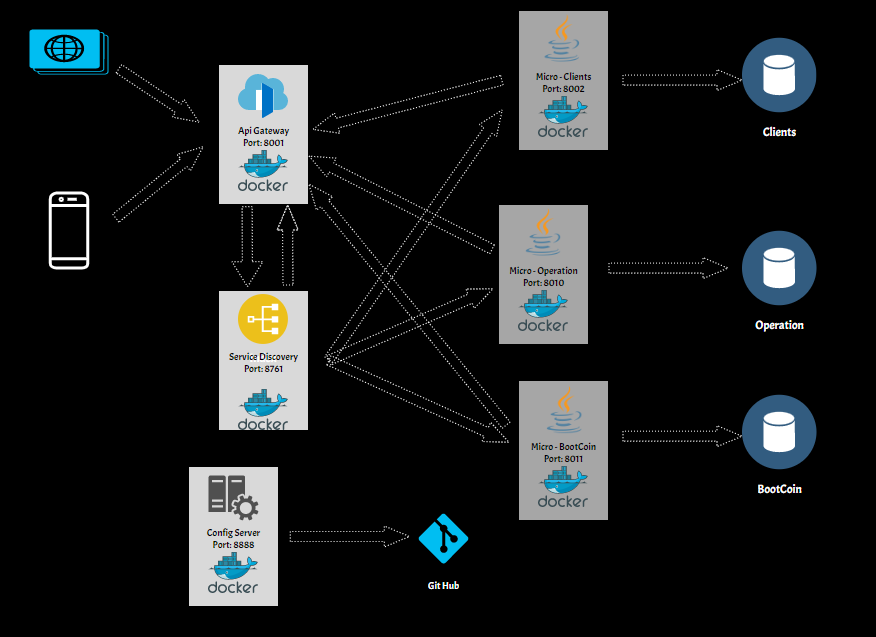 Micro - Clients
Port: 8002
docker
Clients
Api Gateway
Port: 8001
docker
Micro - Operation
Port: 8010
docker
Operation
Service Discovery
Port: 8761
docker
Micro - BootCoin
Port: 8011
docker
BootCoin
Config Server
Port: 8888
docker
Git Hub